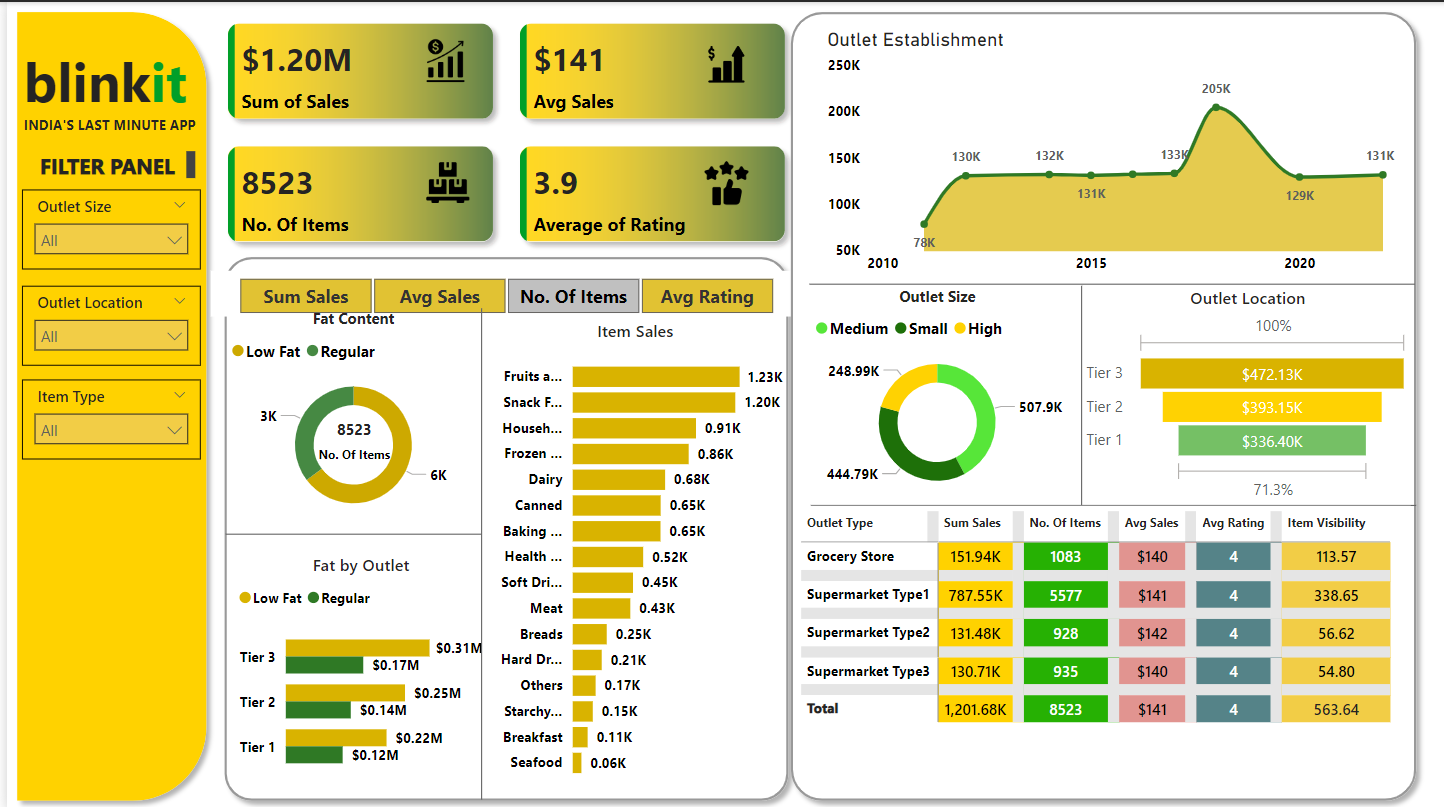 blinkit
INDIA'S LAST MINUTE APP
FILTER PANEL
Outlet Size
All
Outlet Location
All
Item Type
All
$1.20M
Sum of Sales
$141
Avg Sales
8523
No. Of Items
3.9
Average of Rating
Sum Sales Avg Sales No. Of Items Avg Rating
Fat Content
Low Fat Regular
3K
8523
No. Of Items
6K
Fat by Outlet
Low Fat Regular
Tier 3 $0.31M
$0.17M
Tier 2 $0.25M
$0.14M
Tier 1 $0.22M
$0.12M
Item Sales
Fruits a... 1.23K
Snack F... 1.20K
Househ... 0.91K
Frozen ... 0.86K
Dairy 0.68K
Canned 0.65K
Baking ... 0.65K
Health ... 0.52K
Soft Dri... 0.45K
Meat 0.43K
Breads 0.25K
Hard Dr... 0.21K
Others 0.17K
Starchy... 0.15K
Breakfast 0.11K
Seafood 0.06K
Outlet Establishment
250K
200K
150K
100K
50K
78K
130K
132K
131K
133K
205K
129K
131K
2010 2015 2020
Outlet Size
Medium Small High
248.99K
507.9K
444.79K
Outlet Location
100%
Tier 3 $472.13K
Tier 2 $393.15K
Tier 1 $336.40K
71.3%
Outlet Type Sum Sales No. Of Items Avg Sales Avg Rating Item Visibility
Grocery Store 151.94K 1083 $140 4 113.57
Supermarket Type1 787.55K 5577 $141 4 338.65
Supermarket Type2 131.48K 928 $142 4 56.62
Supermarket Type3 130.71K 935 $140 4 54.80
Total 1,201.68K 8523 $141 4 563.64